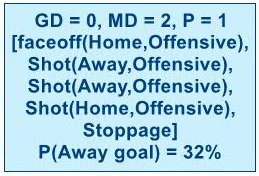 GD = 0, MD = 2, P = 1
[faceoff(Home,Offensive),
Shot(Away,Offensive),
Shot(Away,Offensive),
Shot(Home,Offensive),
Stoppage]
P(Away goal) = 32%